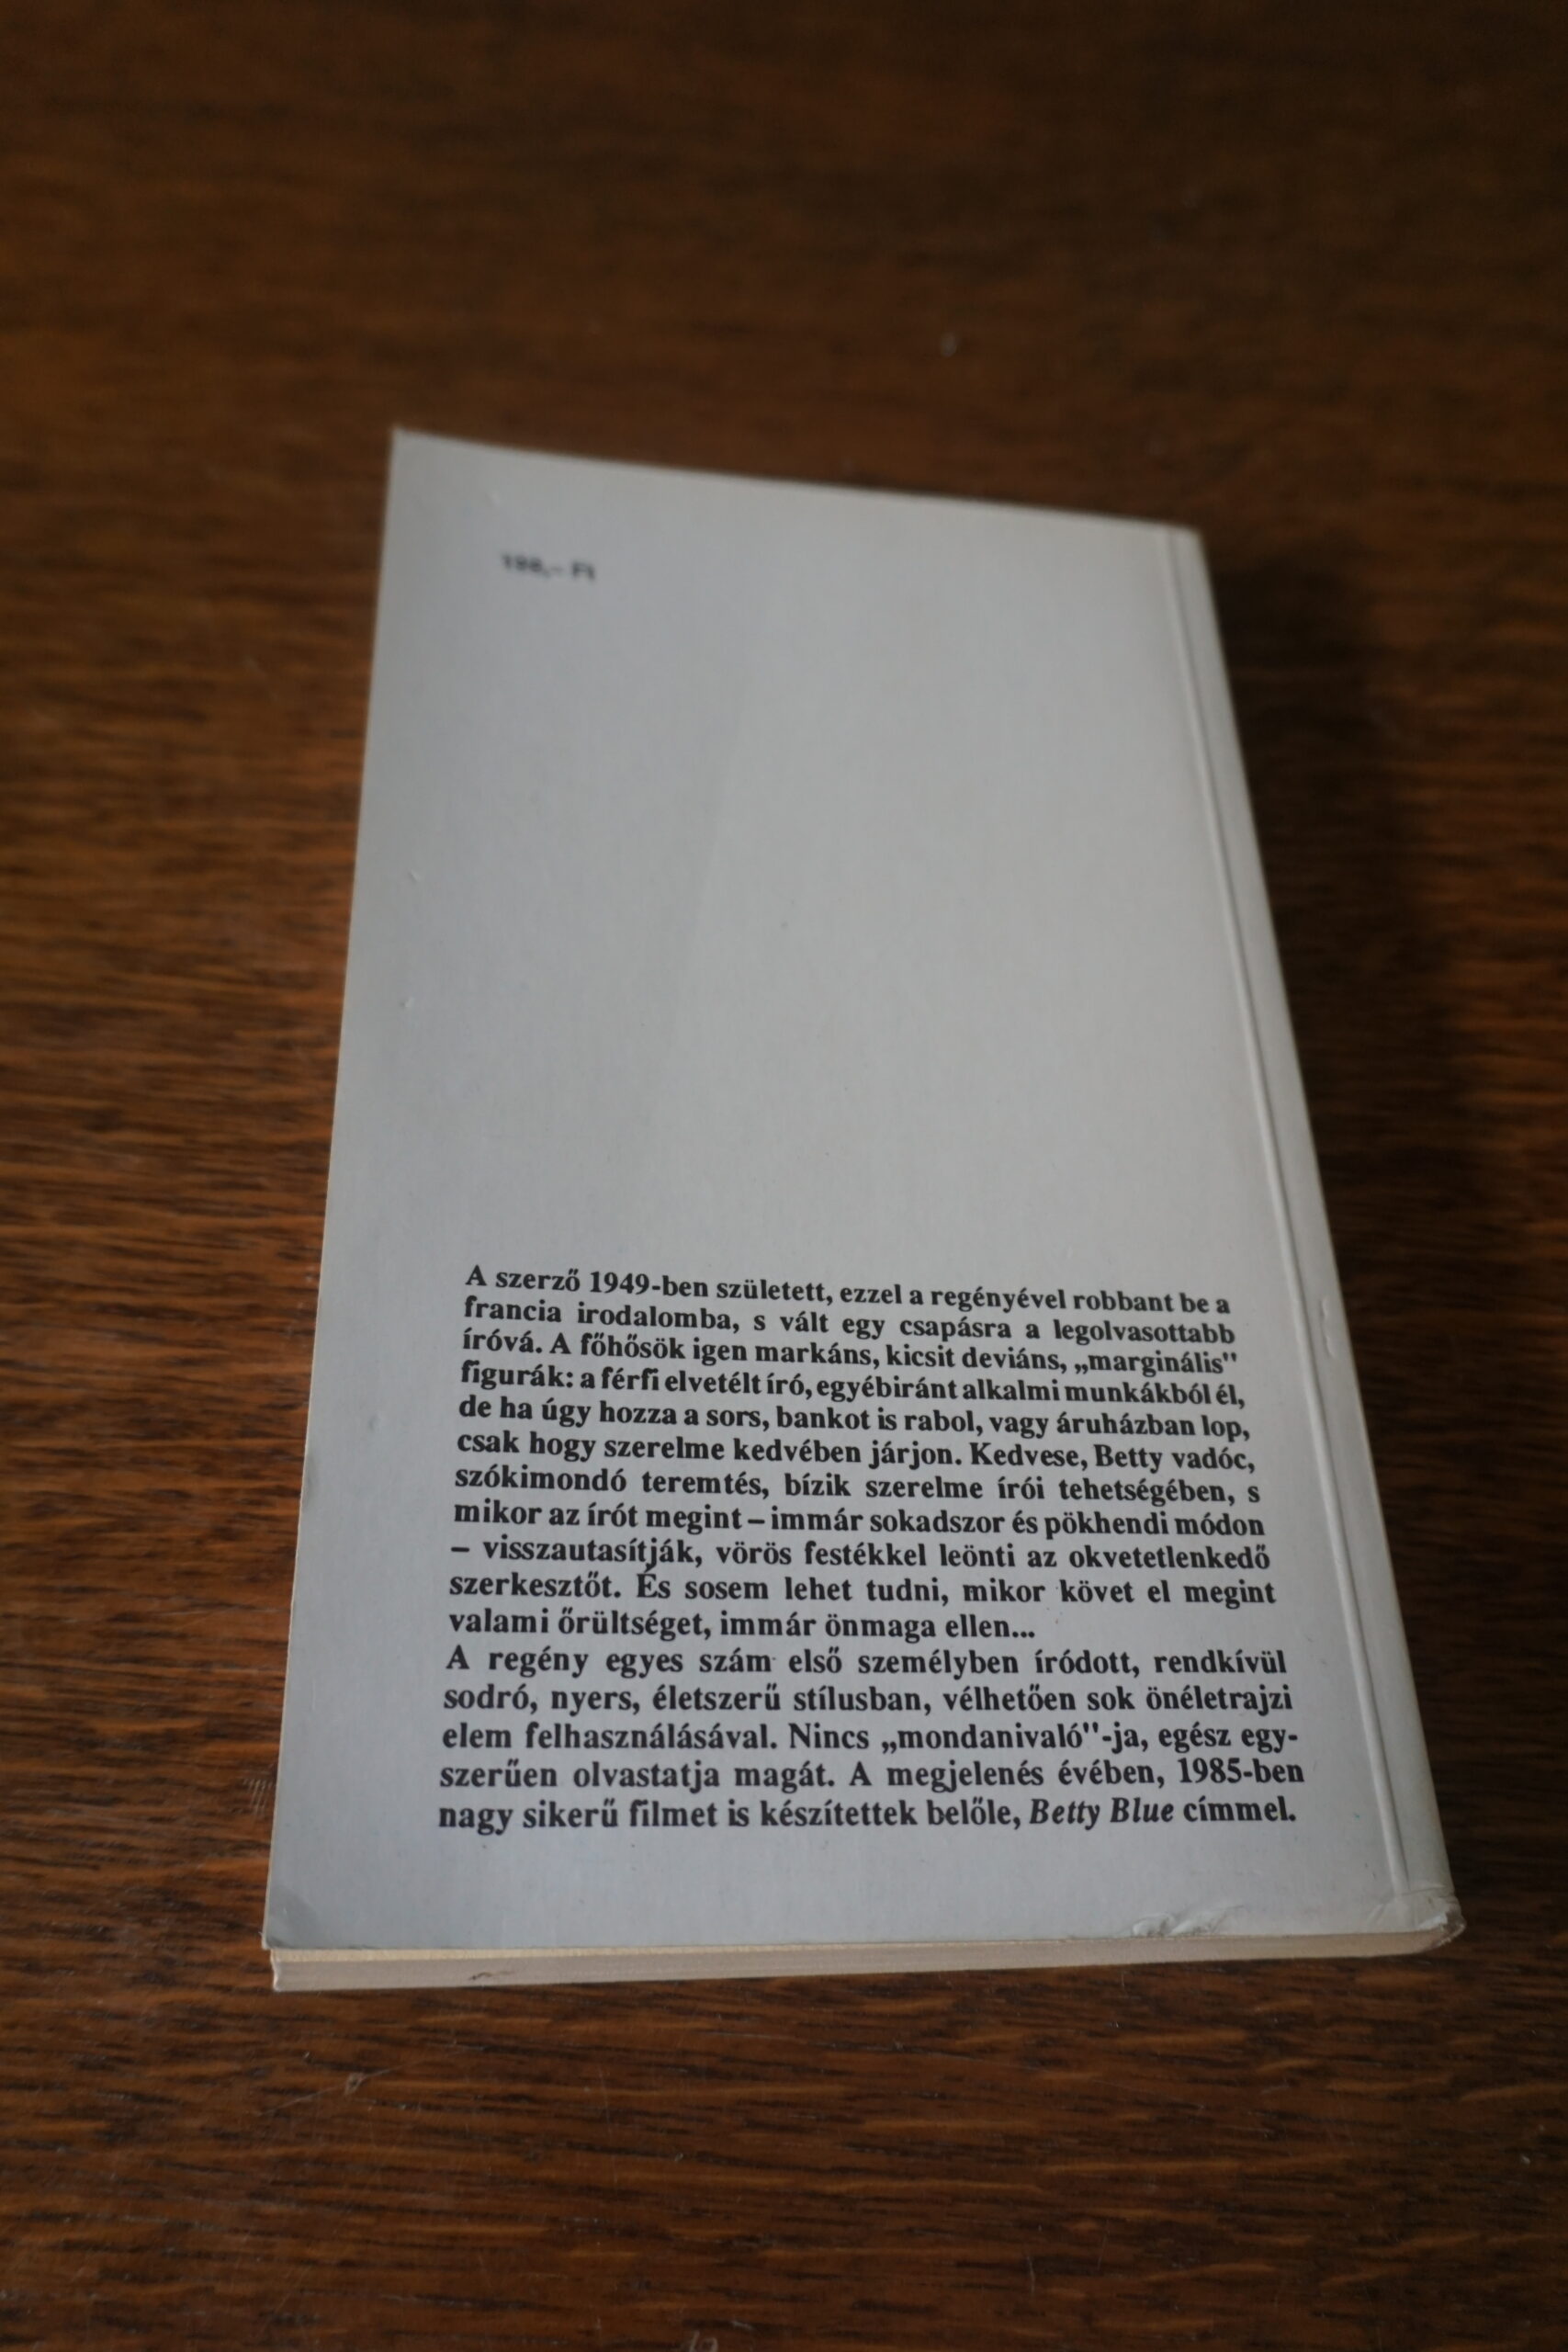 Ft
A szerző 1949-ben született, ezzel a regényével robbant be a
francia irodalomba, s vált egy csapásra a legolvasottabb
íróvá. A főhősök igen markáns, kicsit deviáns, „marginális"
figurák: a férfi elvetélt író, egyébiránt alkalmi munkákból él,
de ha úgy hozza a sors, bankot is rabol, vagy áruházban lop,
csak hogy szerelme kedvében járjon. Kedvese, Betty vadóc,
szókimondó teremtés, bízik szerelme írói tehetségében, s
mikor az írót megint – immár sokadszor és pökhendi módon
– visszautasítják, vörös festékkel leönti az okvetetlenkedő
szerkesztőt. És sosem lehet tudni, mikor követ el megint
valami őrültséget, immár önmaga ellen...
A regény egyes szám első személyben íródott, rendkívül
sodró, nyers, életszerű stílusban, vélhetően sok önéletrajzi
elem felhasználásával. Nincs „mondanivaló"-ja, egész egy-
szerűen olvastatja magát. A megjelenés évében, 1985-ben
nagy sikerű filmet is készítettek belőle, Betty Blue címmel.